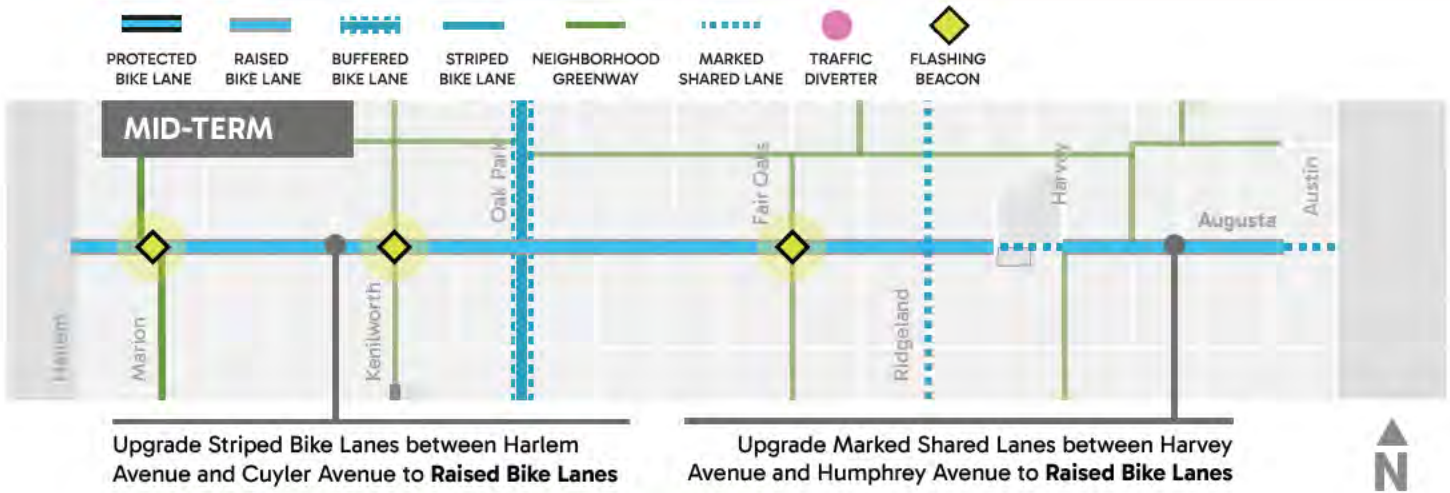 PROTECTED
BIKE LANE
RAISED
BIKE LANE
BUFFERED
BIKE LANE
STRIPED
BIKE LANE
NEIGHBORHOOD
GREENWAY
MARKED
SHARED LANE
TRAFFIC
DIVERTER
FLASHING
BEACON
MID-TERM
Harlem
Marion
Kenilworth
Oak Park
Fair Oaks
Ridgeland
Harvey
Augusta
Austin
Upgrade Striped Bike Lanes between Harlem
Avenue and Cuyler Avenue to Raised Bike Lanes
Upgrade Marked Shared Lanes between Harvey
Avenue and Humphrey Avenue to Raised Bike Lanes
N